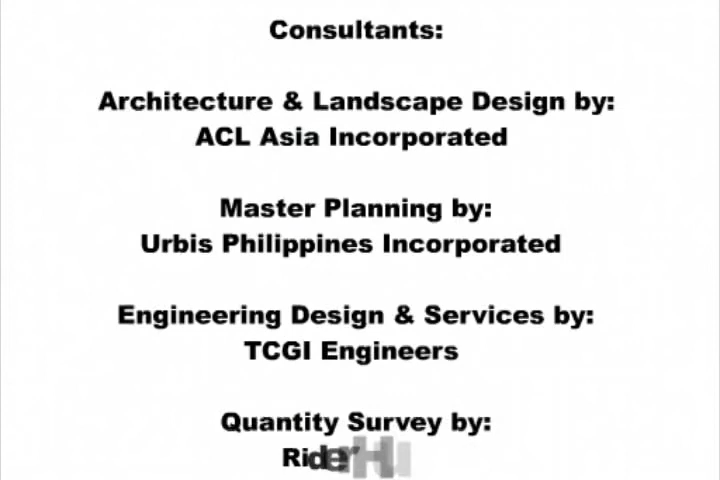 Consultants:
Architecture & Landscape Design by:
ACL Asia Incorporated
Master Planning by:
Urbis Philippines Incorporated
Engineering Design & Services by:
TCGI Engineers
Quantity Survey by:
Rider